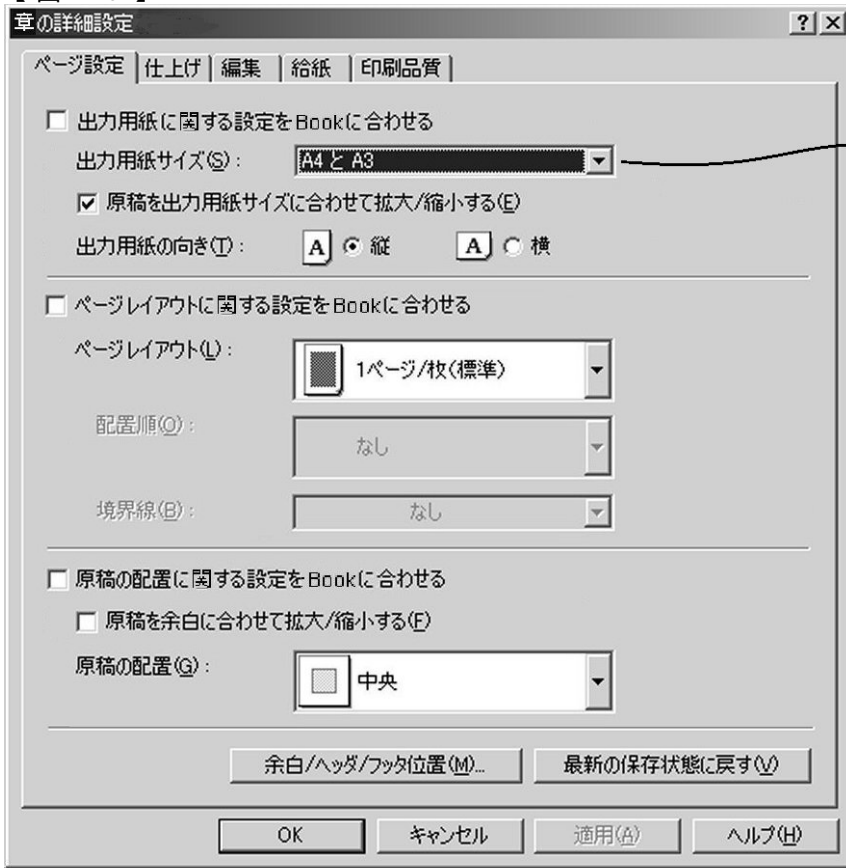 章の詳細設定
ページ設定 仕上げ 編集 給紙 印刷品質
出力用紙に関する設定をBookに合わせる
出力用紙サイズ(S): A4 と A3
原稿を出力用紙サイズに合わせて拡大/縮小する(E)
出力用紙の向き(T): A 縦 A 横
ページレイアウトに関する設定をBookに合わせる
ページレイアウト(L): 1ページ/枚(標準)
配置順(O): なし
境界線(B): なし
原稿の配置に関する設定をBookに合わせる
原稿を余白に合わせて拡大/縮小する(F)
原稿の配置(G): 中央
余白/ヘッダ/フッタ位置(M)... 最新の保存状態に戻す(V)
OK キャンセル 適用(A) ヘルプ(H)